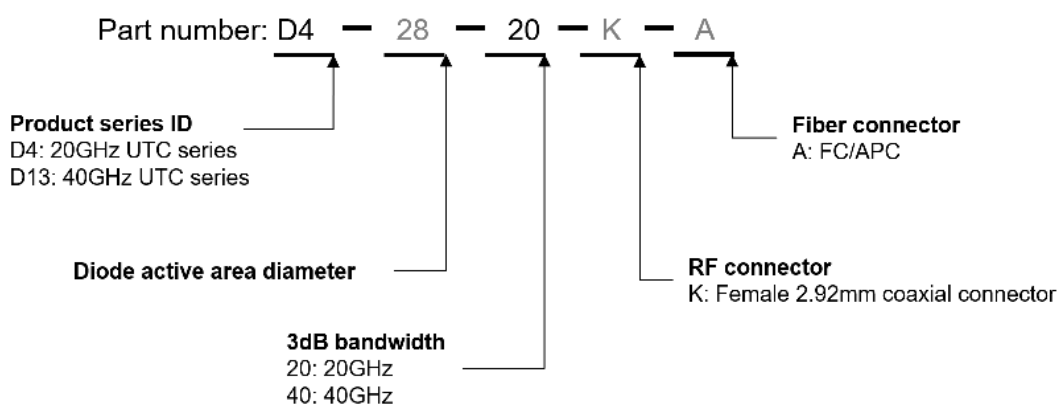 Part number: D4 – 28 – 20 – K – A
Product series ID
D4: 20GHz UTC series
D13: 40GHz UTC series
Fiber connector
A: FC/APC
Diode active area diameter
RF connector
K: Female 2.92mm coaxial connector
3dB bandwidth
20: 20GHz
40: 40GHz